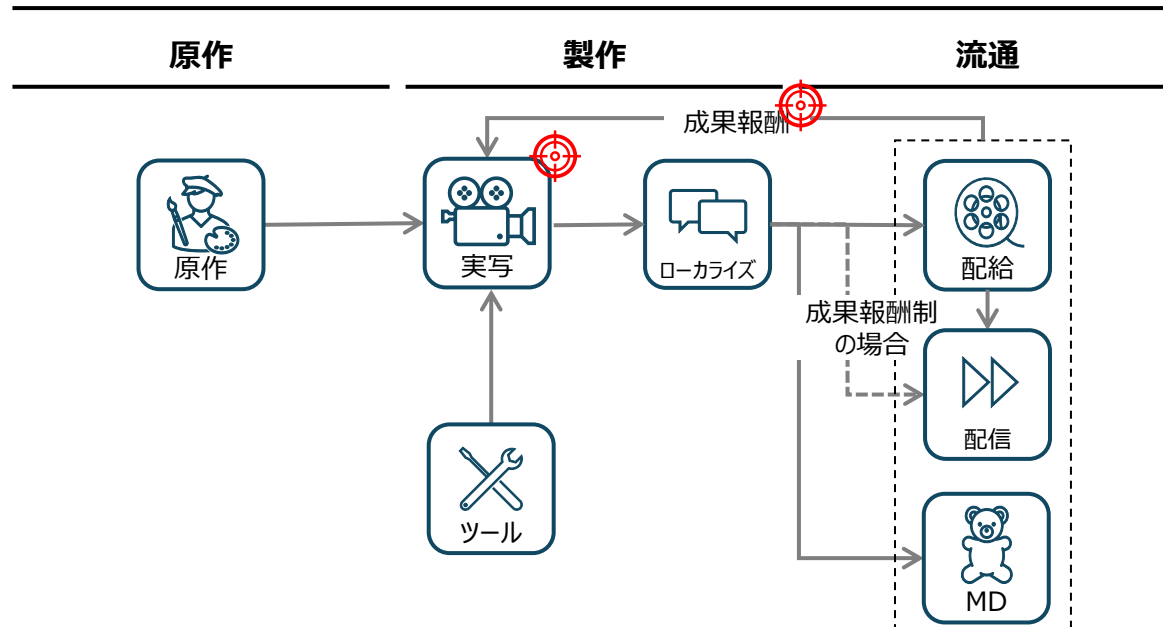 原作
製作
流通
成果報酬
原作
実写
ローカライズ
配給
成果報酬制
の場合
配信
ツール
MD